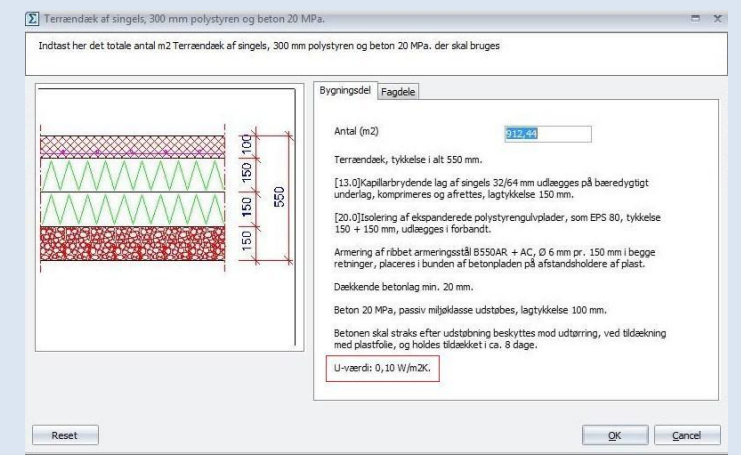 Terrændæk af singels, 300 mm polystyren og beton 20 MPa.
Indtast her det totale antal m2 Terrændæk af singels, 300 mm polystyren og beton 20 MPa. der skal bruges
Bygningsdel Fagdele
100
150
150
150
550
Antal (m2) 912,44
Terrændæk, tykkelse i alt 550 mm.
[13.0]Kapillarbrydende lag af singels 32/64 mm udlægges på bæredygtigt
underlag, komprimeres og afrettes, lagtykkelse 150 mm.
[20.0]Isolering af ekspanderede polystyrengulvplader, som EPS 80, tykkelse
150 + 150 mm, udlægges i forbandt.
Armering af ribbet armeringsstål B550AR + AC, Ø 6 mm pr. 150 mm i begge
retninger, placeres i bunden af betonpladen på afstandsholdere af plast.
Dækkende betonlag min. 20 mm.
Beton 20 MPa, passiv miljøklasse udstøbes, lagtykkelse 100 mm.
Betonen skal straks efter udstøbning beskyttes mod udtørring, ved tildækning
med plastfolie, og holdes tildækket i ca. 8 dage.
U-værdi: 0,10 W/m2K.
Reset OK Cancel